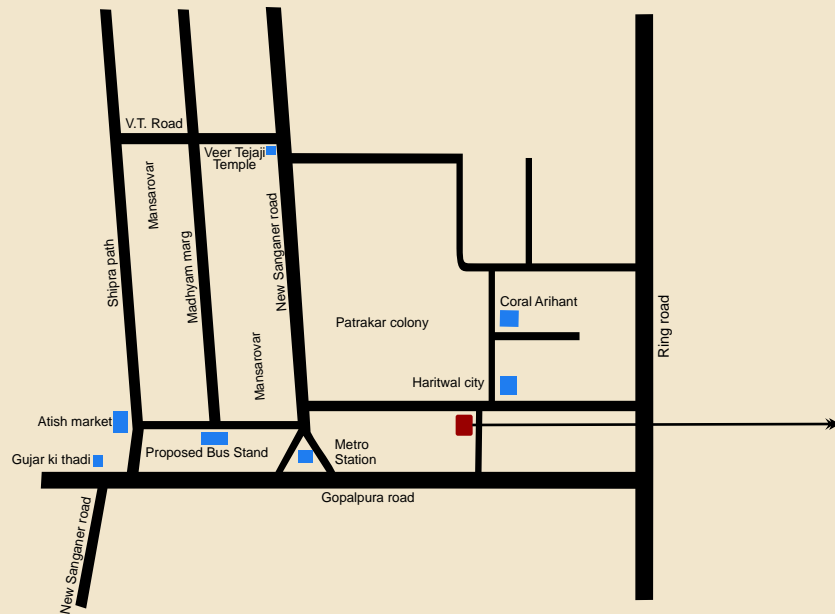 V.T. Road
Veer Tejaji
Temple
Mansarovar
Shipra path
Madhyam marg
New Sanganer road
Mansarovar
Patrakar colony
Coral Arihant
Ring road
Haritwal city
Atish market
Gujar ki thadi
Proposed Bus Stand
Metro
Station
Gopalpura road
New Sanganer road